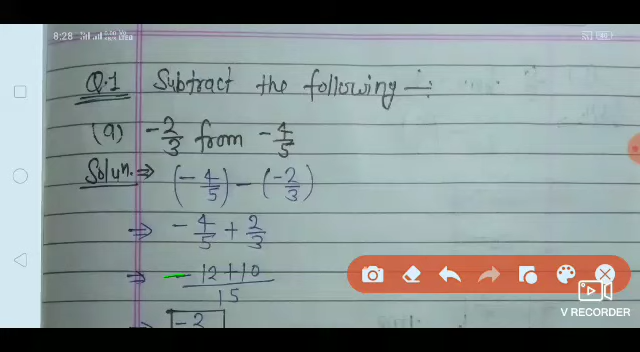 8:28
Q.1 Subtract the following —:
(a) -2/3 from -4/5
Solun. ⇒ (-4/5) - (-2/3)
⇒ -4/5 + 2/3
⇒ -12+10/15
V RECORDER